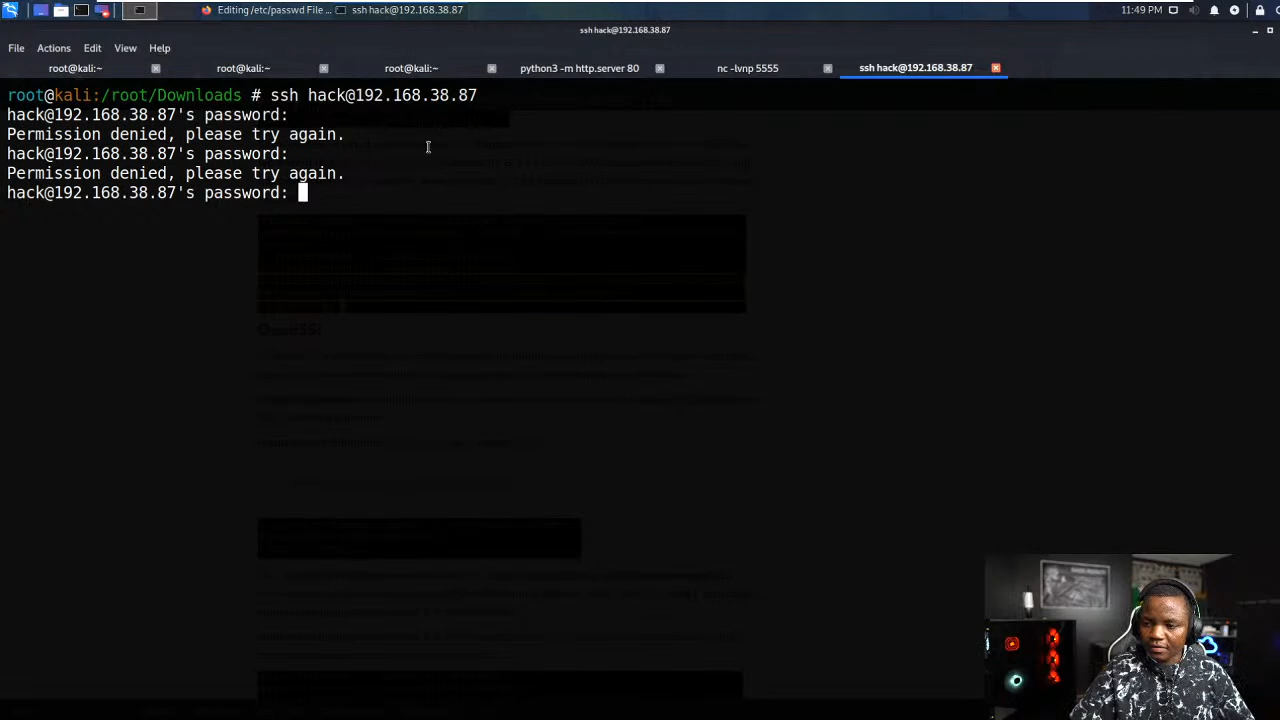 Editing /etc/passwd File ...
ssh hack@192.168.38.87
11:49 PM
ssh hack@192.168.38.87
File Actions Edit View Help
root@kali:~
root@kali:~
root@kali:~
python3 -m http.server 80
nc -lvnp 5555
ssh hack@192.168.38.87
root@kali:/root/Downloads # ssh hack@192.168.38.87
hack@192.168.38.87's password:
Permission denied, please try again.
hack@192.168.38.87's password:
Permission denied, please try again.
hack@192.168.38.87's password: